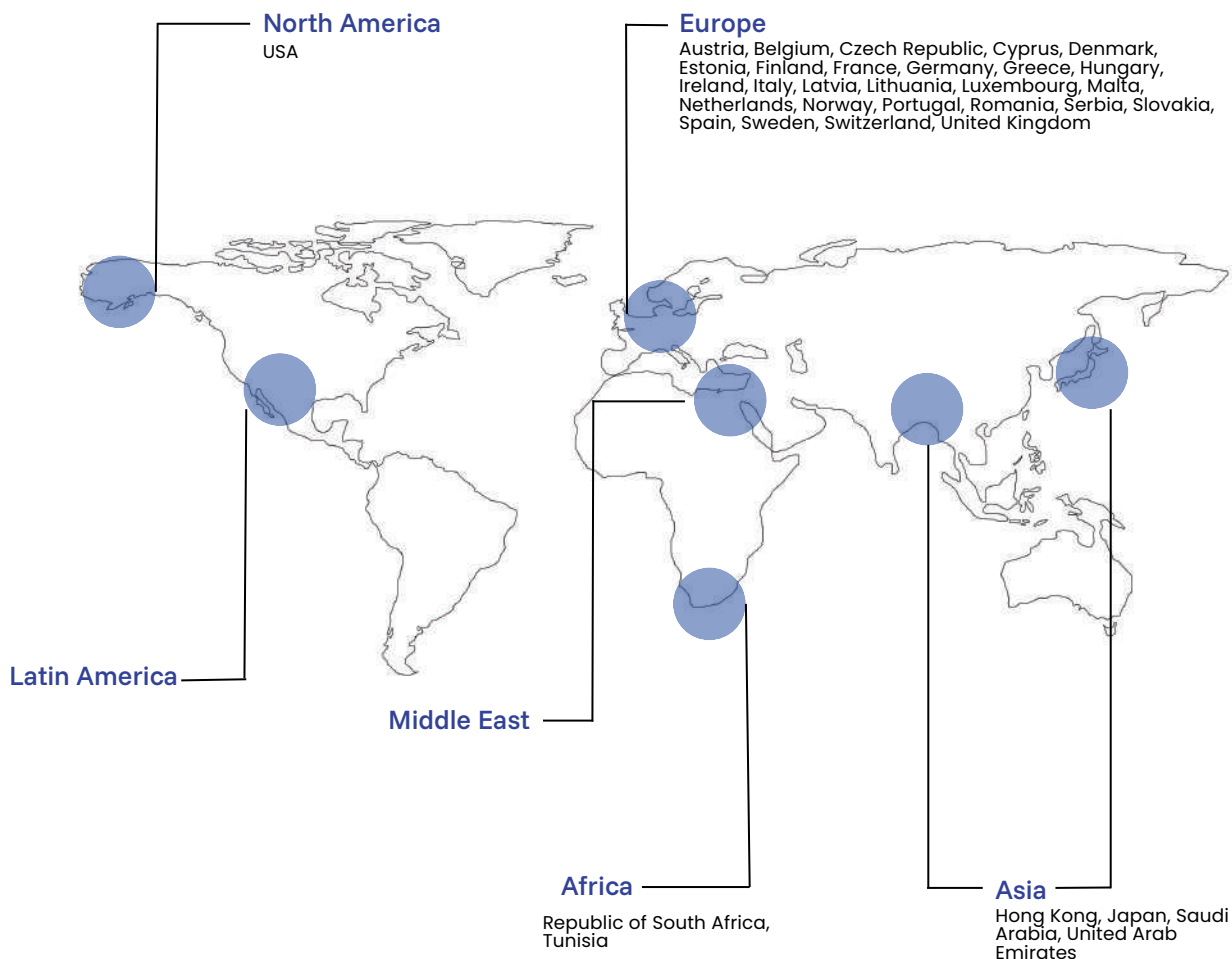 North America
USA
Europe
Austria, Belgium, Czech Republic, Cyprus, Denmark,
Estonia, Finland, France, Germany, Greece, Hungary,
Ireland, Italy, Latvia, Lithuania, Luxembourg, Malta,
Netherlands, Norway, Portugal, Romania, Serbia, Slovakia,
Spain, Sweden, Switzerland, United Kingdom
Latin America
Middle East
Africa
Republic of South Africa,
Tunisia
Asia
Hong Kong, Japan, Saudi
Arabia, United Arab
Emirates